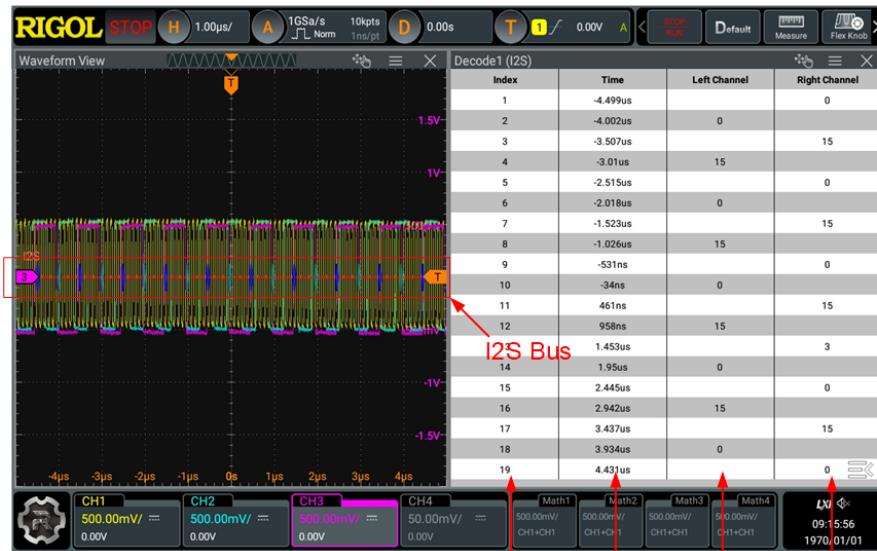 RIGOL STOP H 1.00μs/ A 1GSa/s 10kpts D 0.00s T 1 0.00V A STOP Default Measure Flex Knob
Norm 1ns/pt RUN
Waveform View
Decode1 (I2S)
Index Time Left Channel Right Channel
1 -4.499us 0
2 -4.002us 0
3 -3.507us 15
4 -3.01us 15
5 -2.515us 0
6 -2.018us 0
7 -1.523us 15
8 -1.026us 15
9 -531ns 0
10 -34ns 0
11 461ns 15
12 958ns 15
1.453us 3
14 1.95us 0
15 2.445us 0
16 2.942us 15
17 3.437us 15
18 3.934us 0
19 4.431us 0
T
1.5V
1V
I2S
3
T
-1V
-1.5V
-4μs -3μs -2μs -1μs 0s 1μs 2μs 3μs 4μs
I2S Bus
CH1
500.00mV/
0.00V
CH2
500.00mV/
0.00V
CH3
500.00mV/
0.00V
CH4
50.00mV/
0.00V
Math1
500.00mV/
CH1+CH1
Math2
500.00mV/
CH1+CH1
Math3
500.00mV/
CH1+CH1
Math4
500.00mV/
CH1+CH1
LXI
09:15:56
1970/01/01